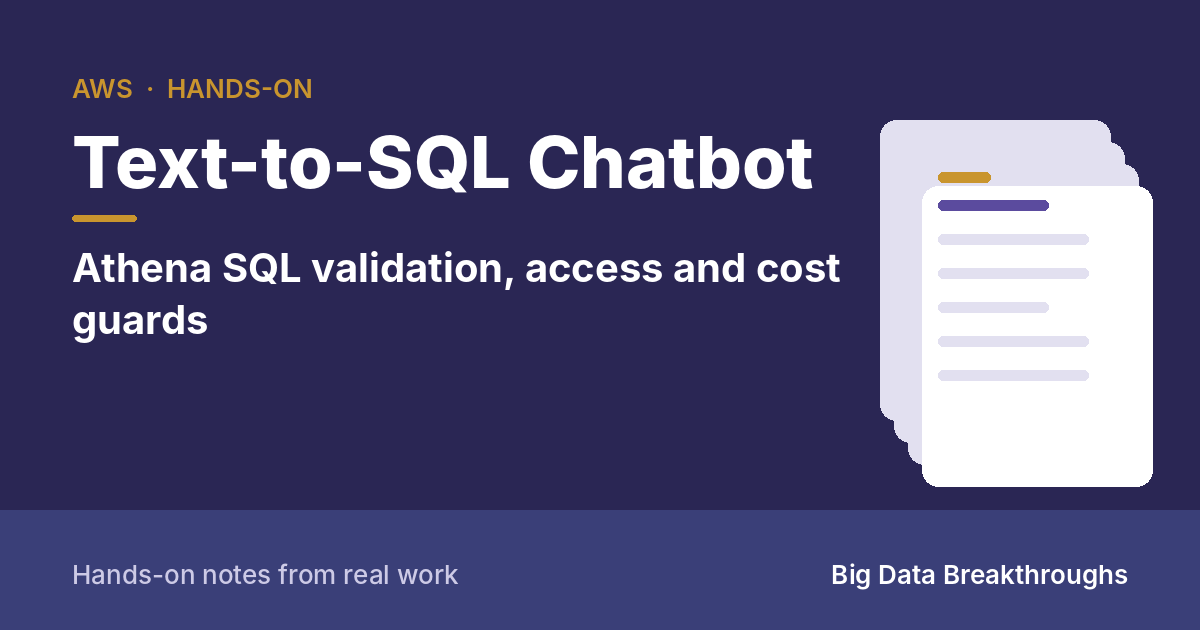 AWS · HANDS-ON
Text-to-SQL Chatbot
Athena SQL validation, access and cost
guards
Hands-on notes from real work
Big Data Breakthroughs